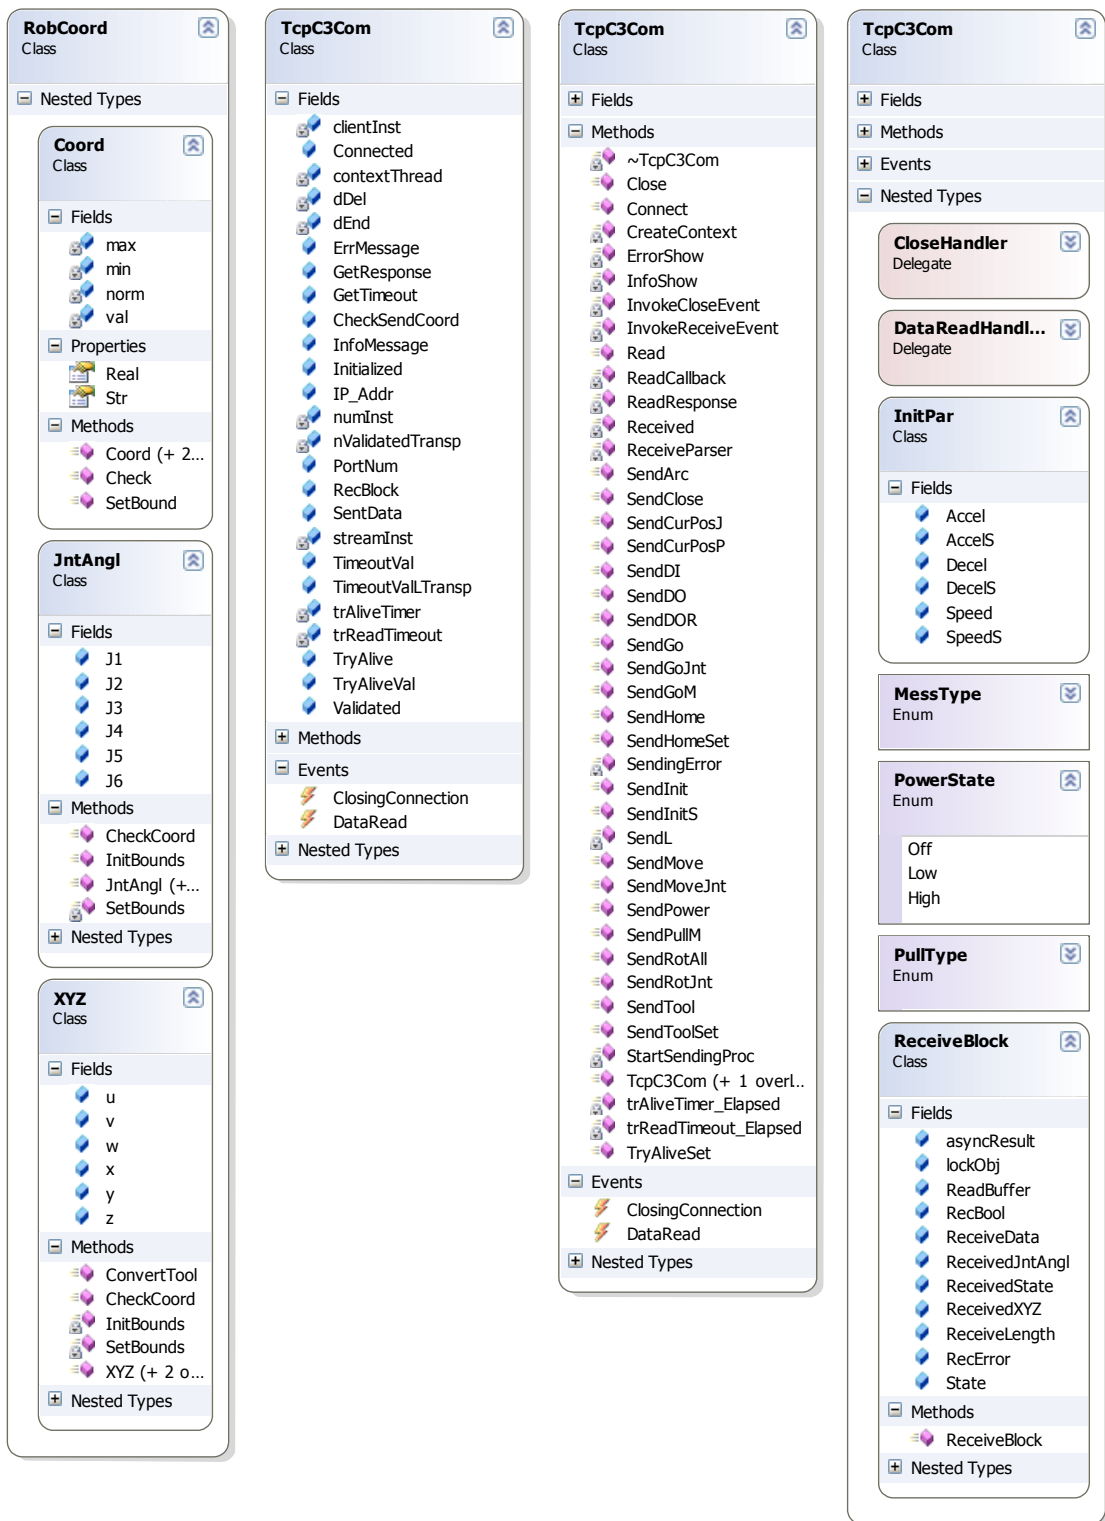 RobCoord
Class
Nested Types
Coord
Class
Fields
max
min
norm
val
Properties
Real
Str
Methods
Coord (+ 2...
Check
SetBound
JntAngl
Class
Fields
J1
J2
J3
J4
J5
J6
Methods
CheckCoord
InitBounds
JntAngl (+...
SetBounds
Nested Types
XYZ
Class
Fields
u
v
w
x
y
z
Methods
ConvertTool
CheckCoord
InitBounds
SetBounds
XYZ (+ 2 o...
Nested Types
TcpC3Com
Class
Fields
clientInst
Connected
contextThread
dDel
dEnd
ErrMessage
GetResponse
GetTimeout
CheckSendCoord
InfoMessage
Initialized
IP_Addr
numInst
nValidatedTransp
PortNum
RecBlock
SentData
streamInst
TimeoutVal
TimeoutValLTransp
trAliveTimer
trReadTimeout
TryAlive
TryAliveVal
Validated
Methods
Events
ClosingConnection
DataRead
Nested Types
TcpC3Com
Class
Fields
Methods
~TcpC3Com
Close
Connect
CreateContext
ErrorShow
InfoShow
InvokeCloseEvent
InvokeReceiveEvent
Read
ReadCallback
ReadResponse
Received
ReceiveParser
SendArc
SendClose
SendCurPosJ
SendCurPosP
SendDI
SendDO
SendDOR
SendGo
SendGoJnt
SendGoM
SendHome
SendHomeSet
SendingError
SendInit
SendInitS
SendL
SendMove
SendMoveJnt
SendPower
SendPullM
SendRotAll
SendRotJnt
SendTool
SendToolSet
StartSendingProc
TcpC3Com (+ 1 overl...
trAliveTimer_Elapsed
trReadTimeout_Elapsed
TryAliveSet
Events
ClosingConnection
DataRead
Nested Types
TcpC3Com
Class
Fields
Methods
Events
Nested Types
CloseHandler
Delegate
DataReadHandl...
Delegate
InitPar
Class
Fields
Accel
AccelS
Decel
DecelS
Speed
SpeedS
MessType
Enum
PowerState
Enum
Off
Low
High
PullType
Enum
ReceiveBlock
Class
Fields
asyncResult
lockObj
ReadBuffer
RecBool
ReceiveData
ReceivedJntAngl
ReceivedState
ReceivedXYZ
ReceiveLength
RecError
State
Methods
ReceiveBlock
Nested Types